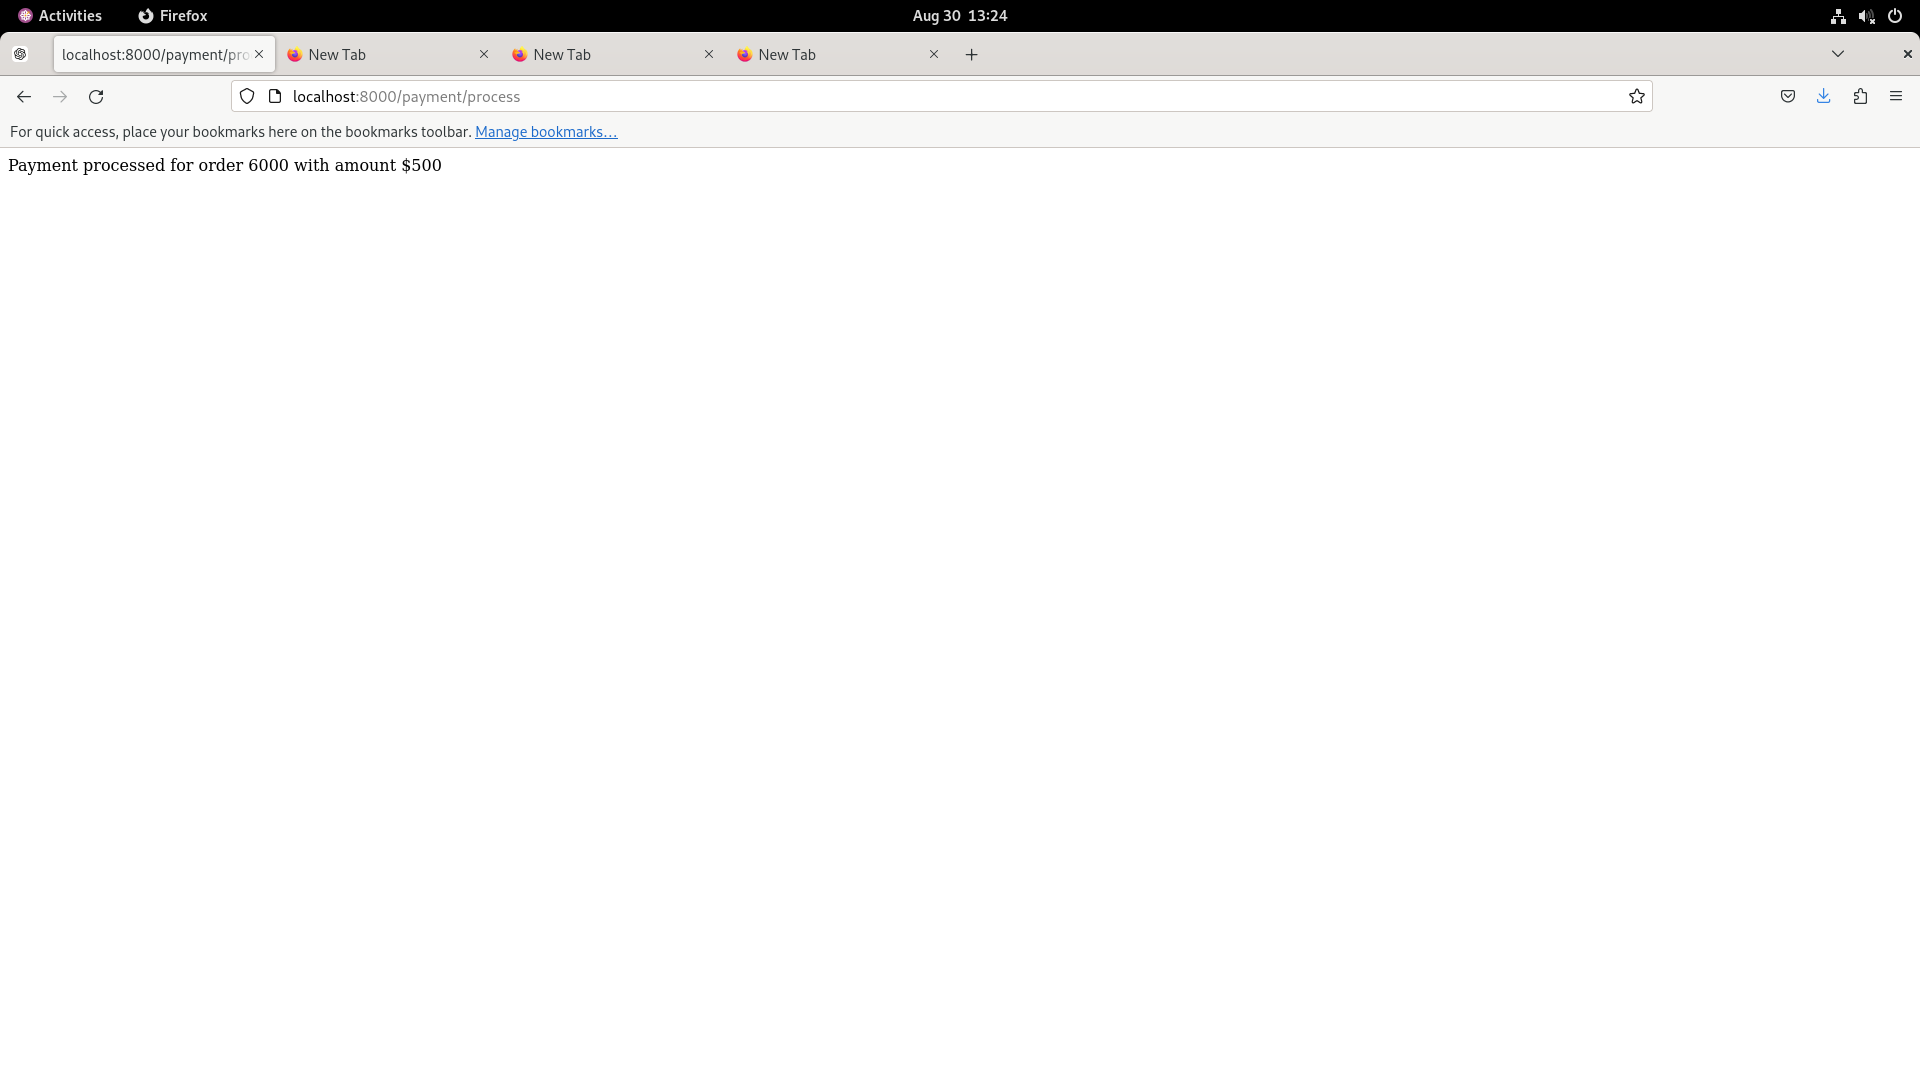 Activities
Firefox
Aug 30 13:24
localhost:8000/payment/pro
New Tab
New Tab
New Tab
localhost:8000/payment/process
For quick access, place your bookmarks here on the bookmarks toolbar. Manage bookmarks…
Payment processed for order 6000 with amount $500